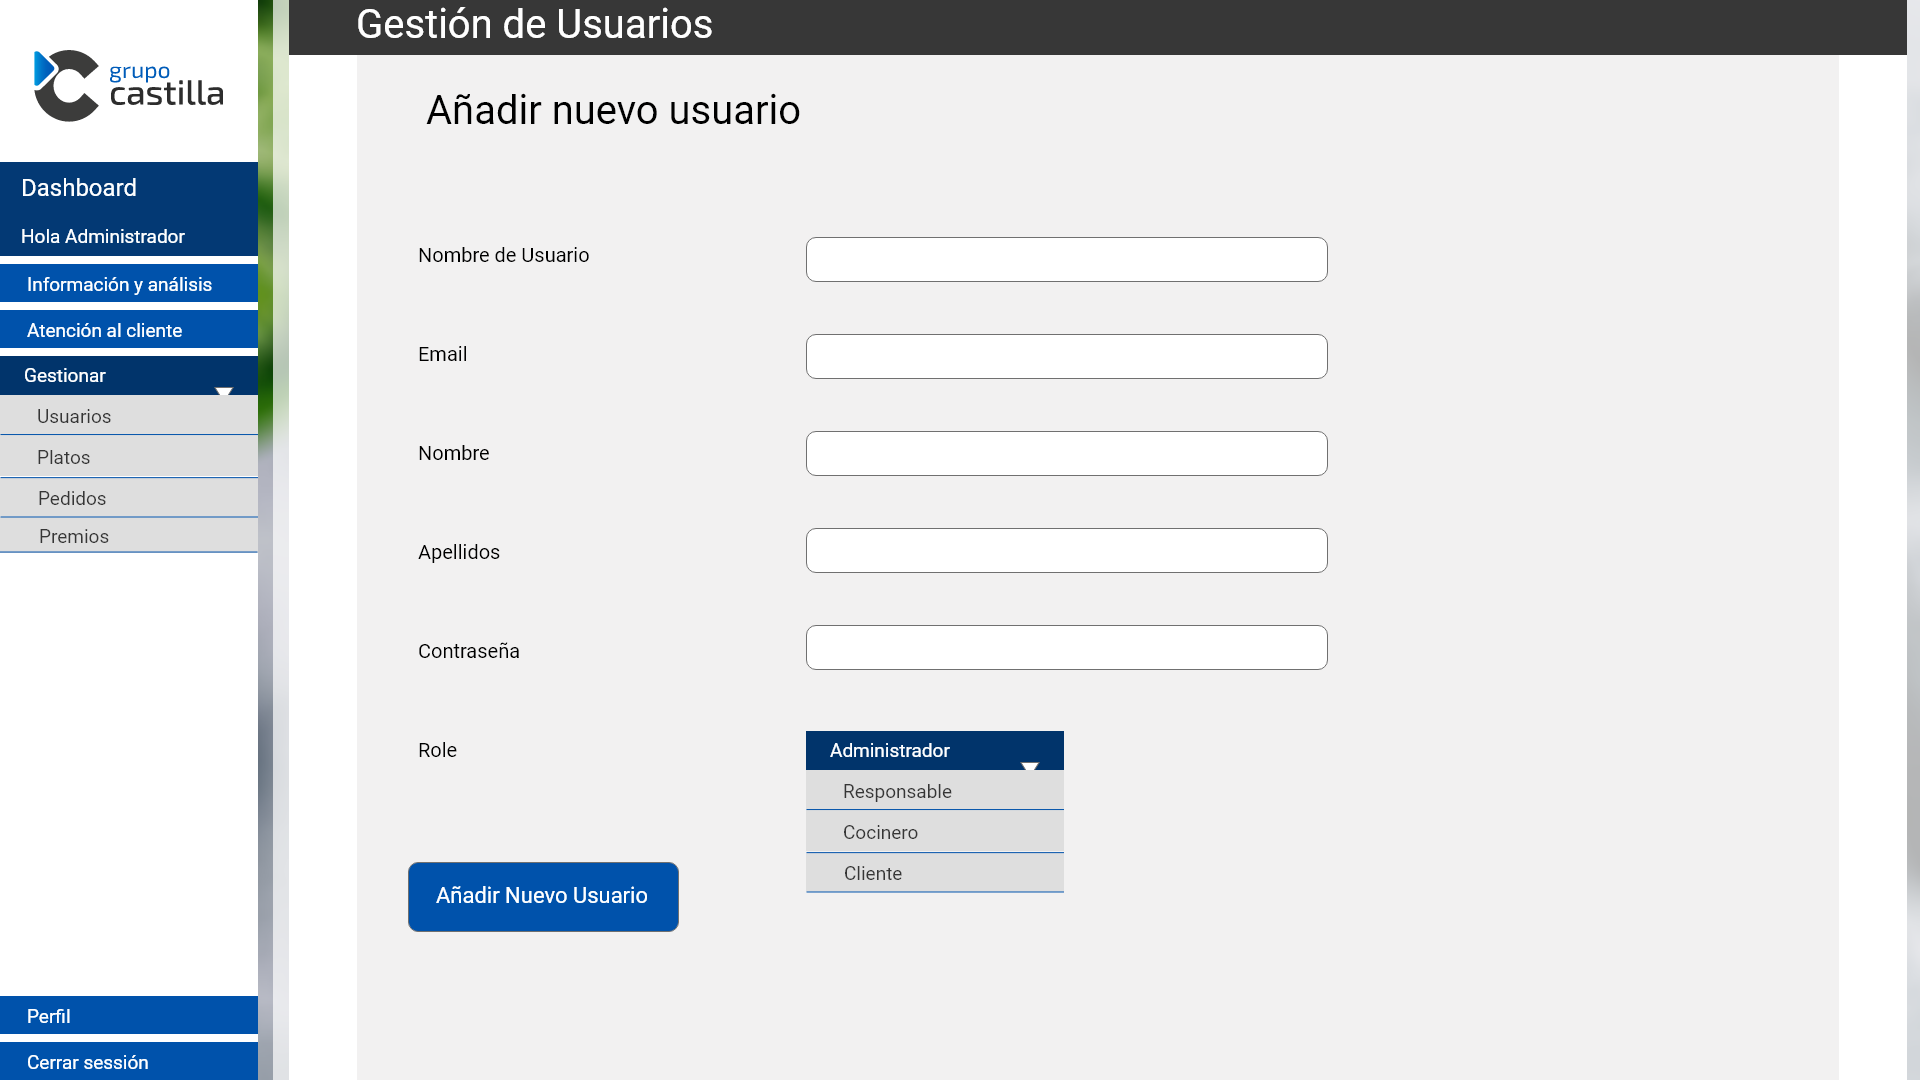 grupo
castilla
Dashboard
Hola Administrador
Información y análisis
Atención al cliente
Gestionar
Usuarios
Platos
Pedidos
Premios
Perfil
Cerrar sessión
Gestión de Usuarios
Añadir nuevo usuario
Nombre de Usuario
Email
Nombre
Apellidos
Contraseña
Role
Administrador
Responsable
Cocinero
Cliente
Añadir Nuevo Usuario